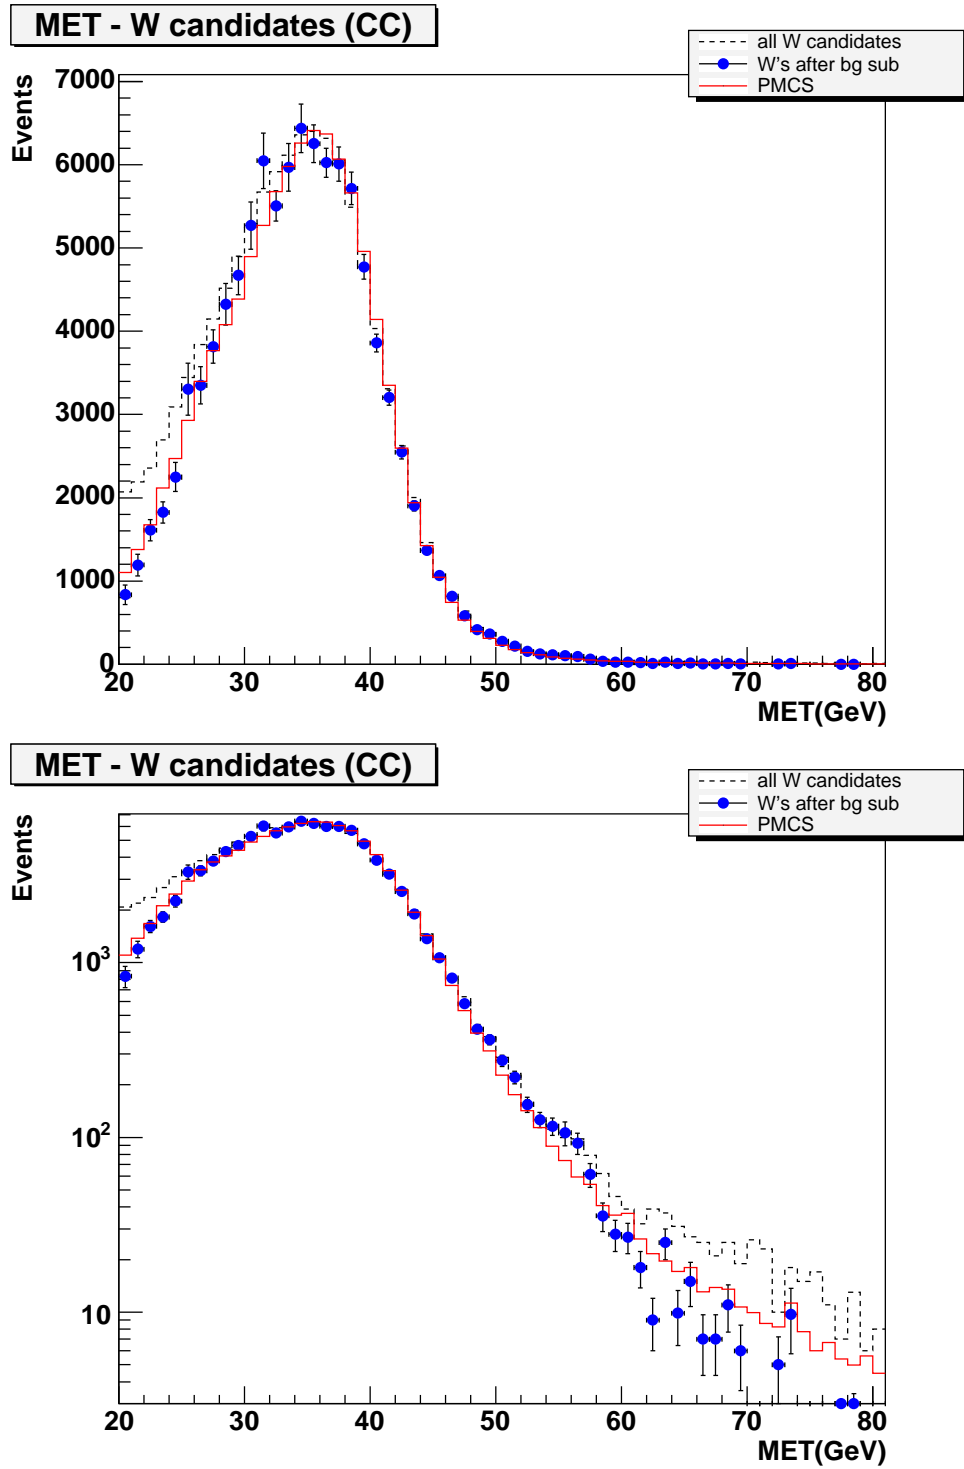 MET - W candidates (CC)
all W candidates
W's after bg sub
PMCS
Events
7000
6000
5000
4000
3000
2000
1000
0
20 30 40 50 60 70 80
MET(GeV)
MET - W candidates (CC)
all W candidates
W's after bg sub
PMCS
Events
10^3
10^2
10
20 30 40 50 60 70 80
MET(GeV)